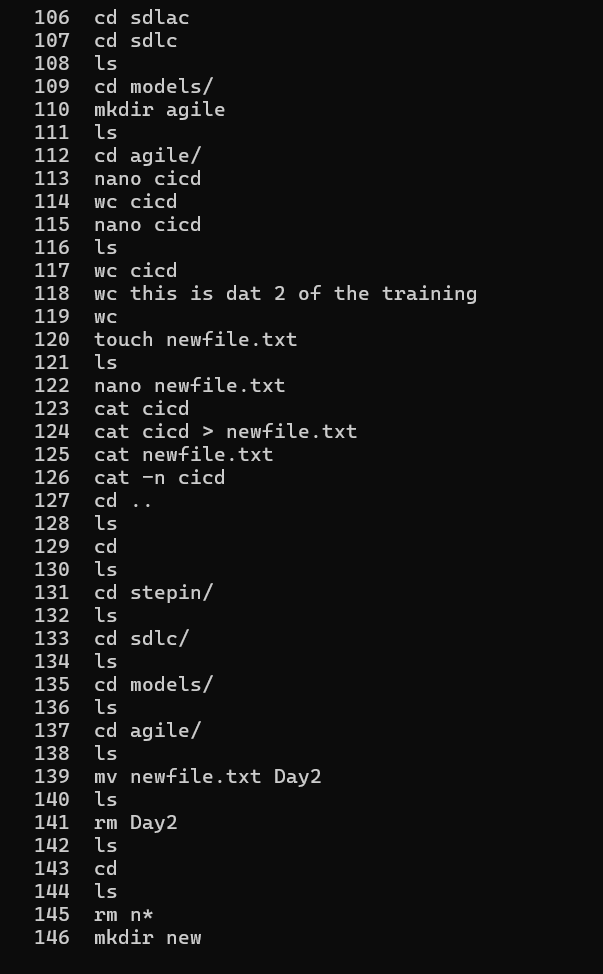 106 cd sdlac
107 cd sdlc
108 ls
109 cd models/
110 mkdir agile
111 ls
112 cd agile/
113 nano cicd
114 wc cicd
115 nano cicd
116 ls
117 wc cicd
118 wc this is dat 2 of the training
119 wc
120 touch newfile.txt
121 ls
122 nano newfile.txt
123 cat cicd
124 cat cicd > newfile.txt
125 cat newfile.txt
126 cat -n cicd
127 cd ..
128 ls
129 cd
130 ls
131 cd stepin/
132 ls
133 cd sdlc/
134 ls
135 cd models/
136 ls
137 cd agile/
138 ls
139 mv newfile.txt Day2
140 ls
141 rm Day2
142 ls
143 cd
144 ls
145 rm n*
146 mkdir new